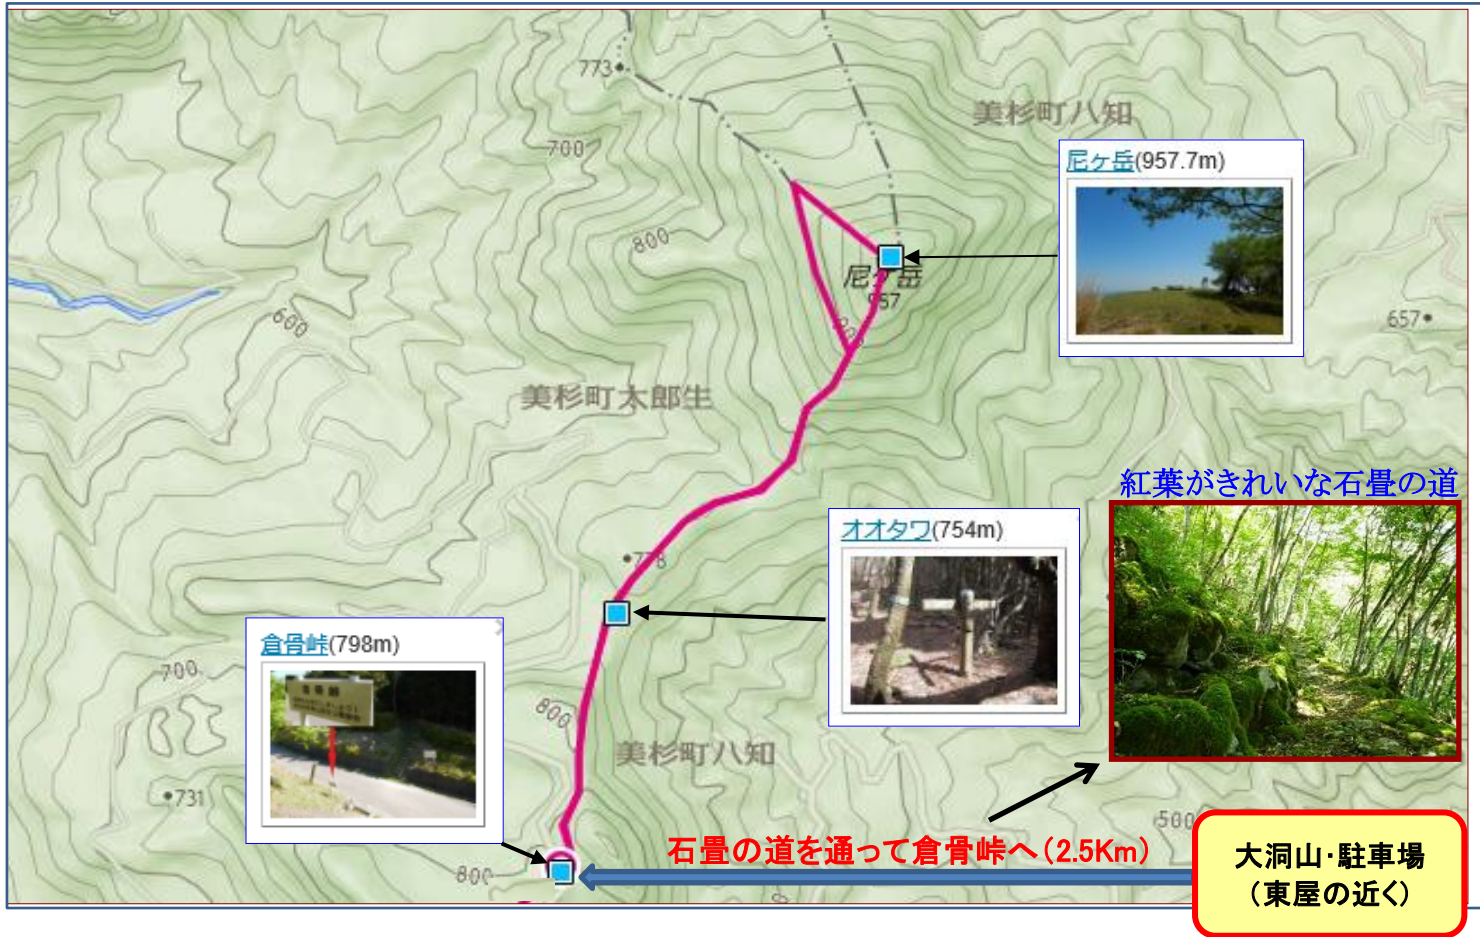 773
美杉町八知
700
尼ヶ岳(957.7m)
800
尼ヶ岳
957
900
657
600
美杉町太郎生
紅葉がきれいな石畳の道
オオタワ(754m)
778
倉骨峠(798m)
700
800
美杉町八知
731
石畳の道を通って倉骨峠へ(2.5Km)
500
大洞山・駐車場
(東屋の近く)
800